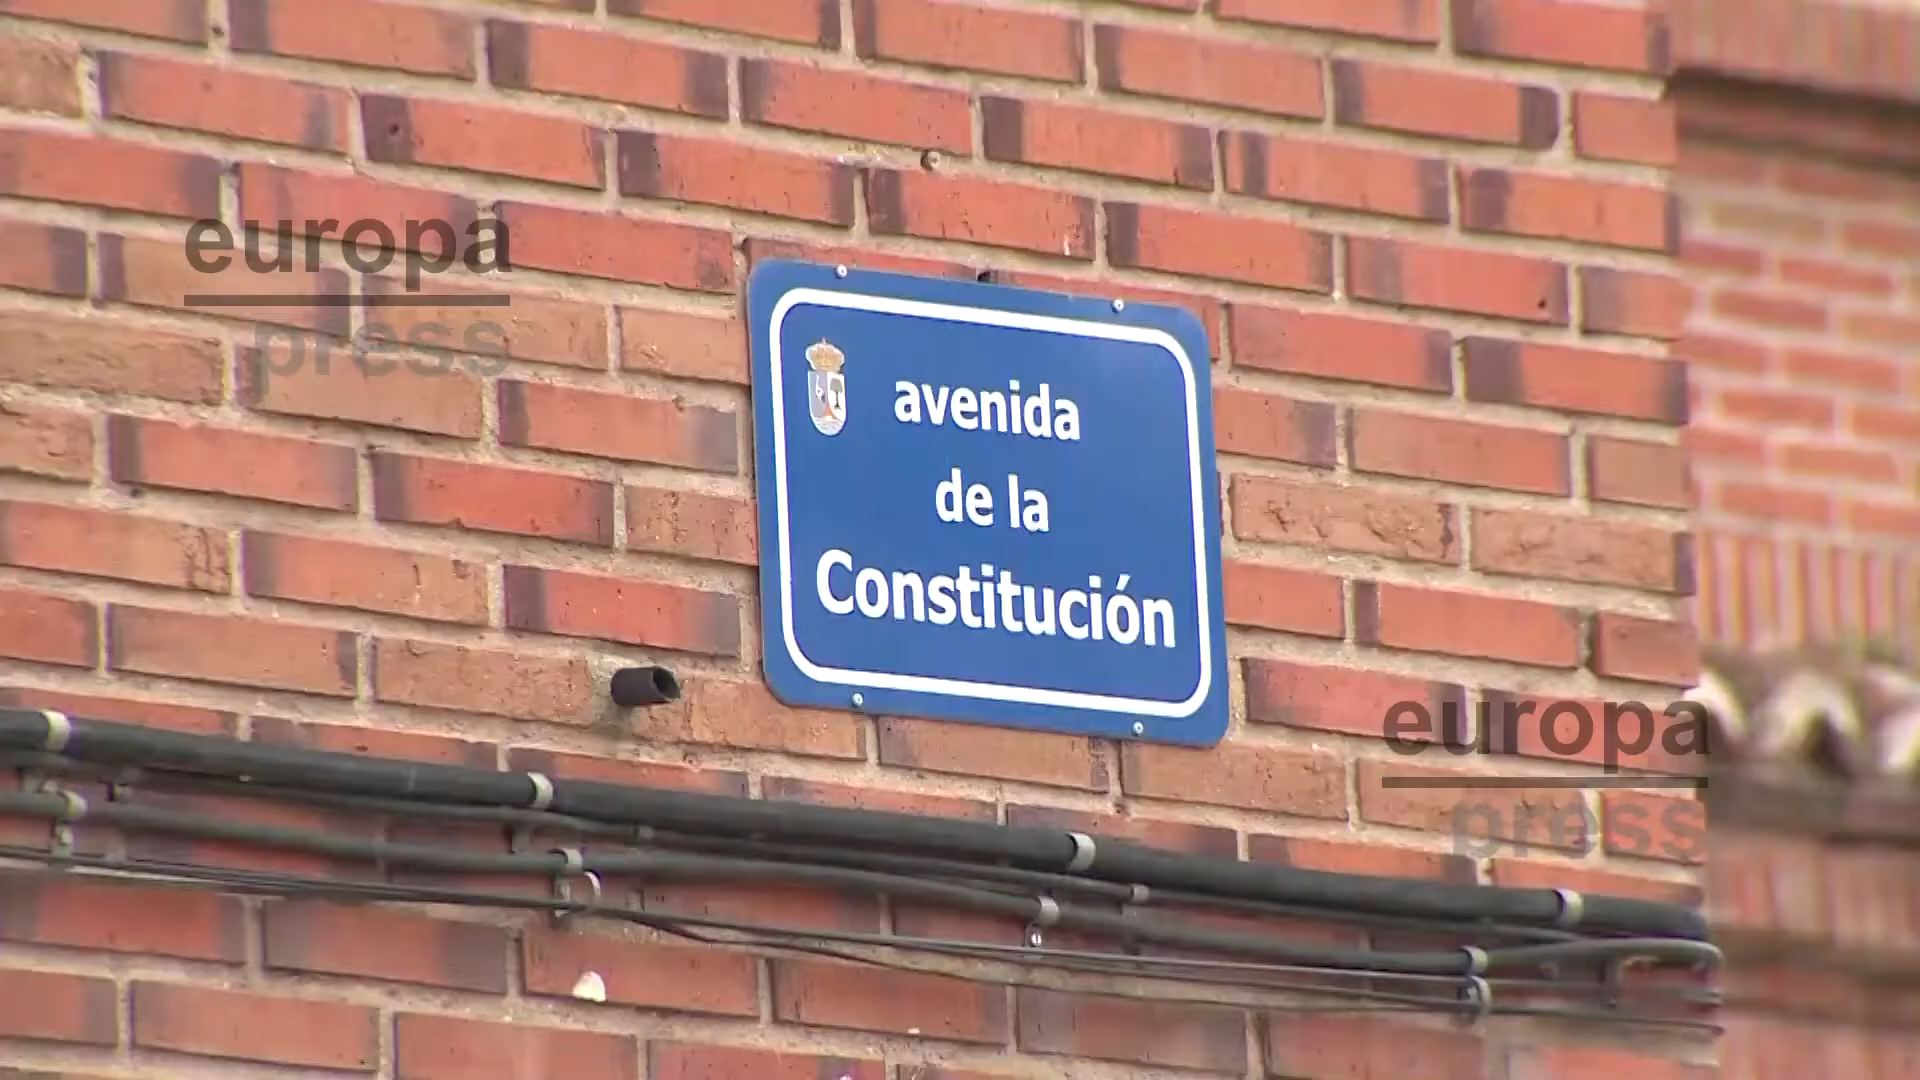 europa
press
avenida
de la
Constitución
europa
press